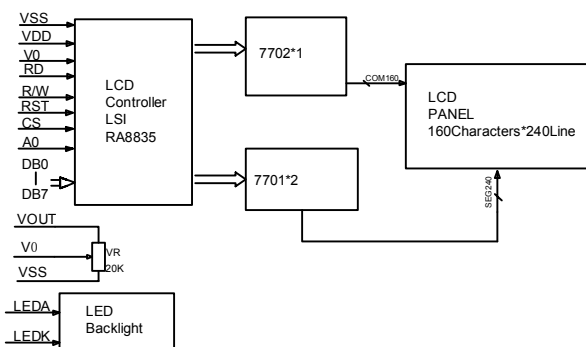 VSS
VDD
V0
RD
R/W
RST
CS
A0
DB0
DB7
LCD
Controller
LSI
RA8835
7702*1
COM160
LCD
PANEL
160Characters*240Line
7701*2
SEG240
VOUT
V0
VSS
VR
20K
LEDA
LEDK
LED
Backlight